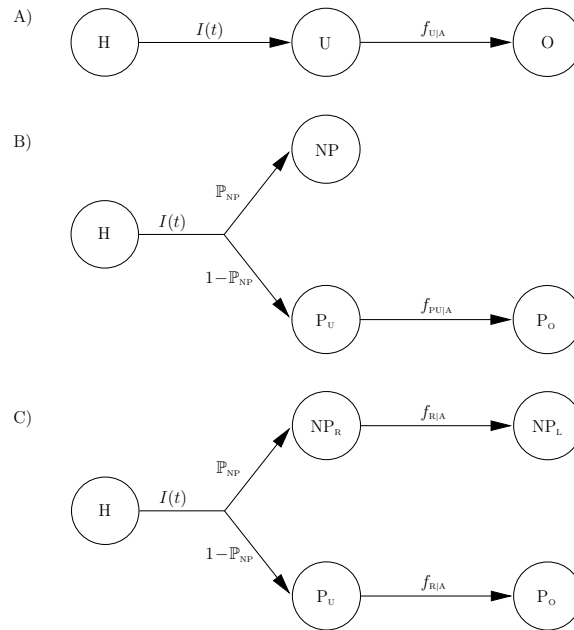 A)
H I(t) U f_{U|A} O
B)
NP
ℙ_{NP}
H I(t)
1−ℙ_{NP}
P_U f_{PU|A} P_O
C)
NP_R f_{R|A} NP_L
ℙ_{NP}
H I(t)
1−ℙ_{NP}
P_U f_{R|A} P_O